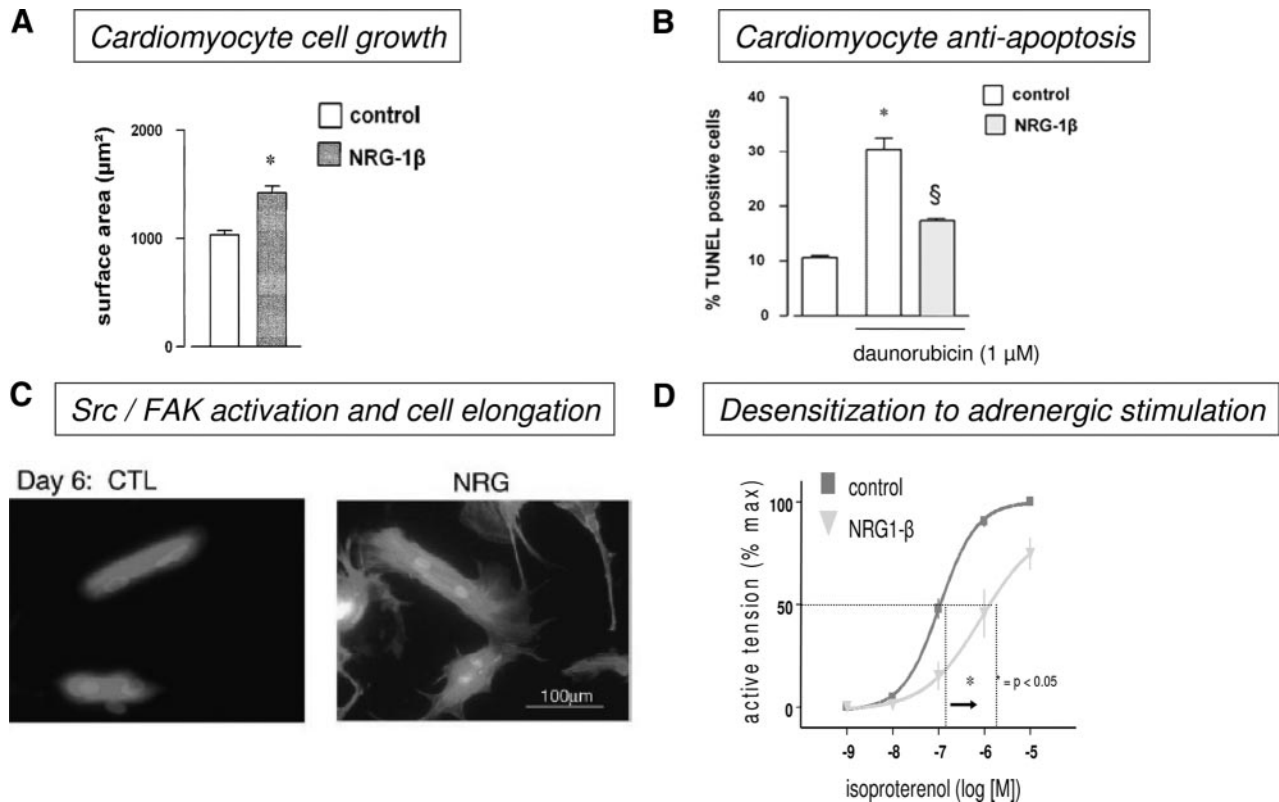 A
Cardiomyocyte cell growth
control
NRG-1β
surface area (µm²)
2000
*
1000
0
B
Cardiomyocyte anti-apoptosis
control
NRG-1β
% TUNEL positive cells
40
*
30
§
20
10
0
daunorubicin (1 µM)
C
Src / FAK activation and cell elongation
Day 6: CTL
NRG
100µm
D
Desensitization to adrenergic stimulation
control
NRG1-β
active tension (% max)
100
50
0
*
* = p < 0.05
-9 -8 -7 -6 -5
isoproterenol (log [M])